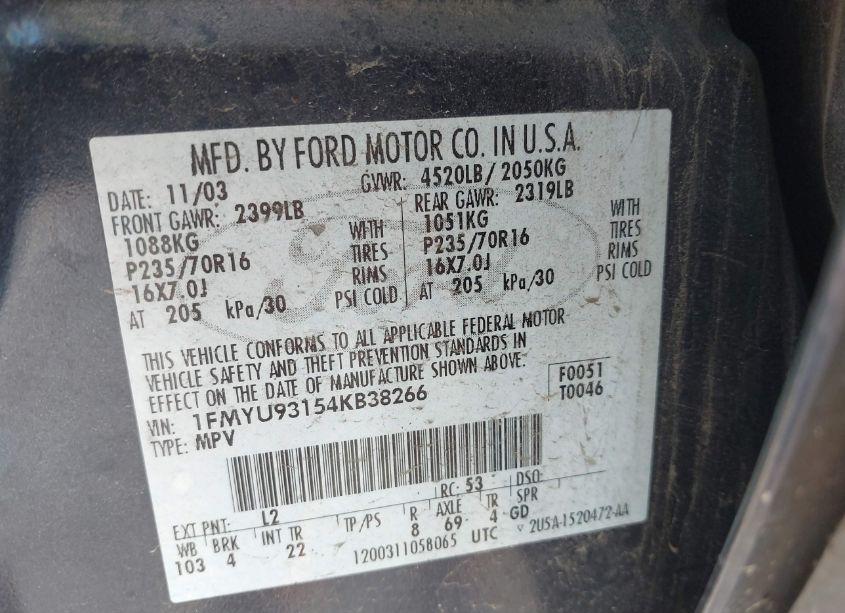 MFD. BY FORD MOTOR CO. IN U.S.A.
DATE: 11/03 GVWR: 4520LB/ 2050KG
FRONT GAWR: 2399LB REAR GAWR: 2319LB
1088KG WITH 1051KG WITH
P235/70R16 TIRES P235/70R16 TIRES
16X7.0J RIMS 16X7.0J RIMS
AT 205 kPa/30 PSI COLD AT 205 kPa/30 PSI COLD
THIS VEHICLE CONFORMS TO ALL APPLICABLE FEDERAL MOTOR
VEHICLE SAFETY AND THEFT PREVENTION STANDARDS IN
EFFECT ON THE DATE OF MANUFACTURE SHOWN ABOVE.
F0051
VIN: 1FMYU93154KB38266 T0046
TYPE: MPV
EXT PNT: L2 RC: 53 DSO:
WB BRK INT TR TP/PS R AXLE TR SPR
103 4 22 8 69 4 GD
1200311058065 UTC 2U5A-1520472-AA